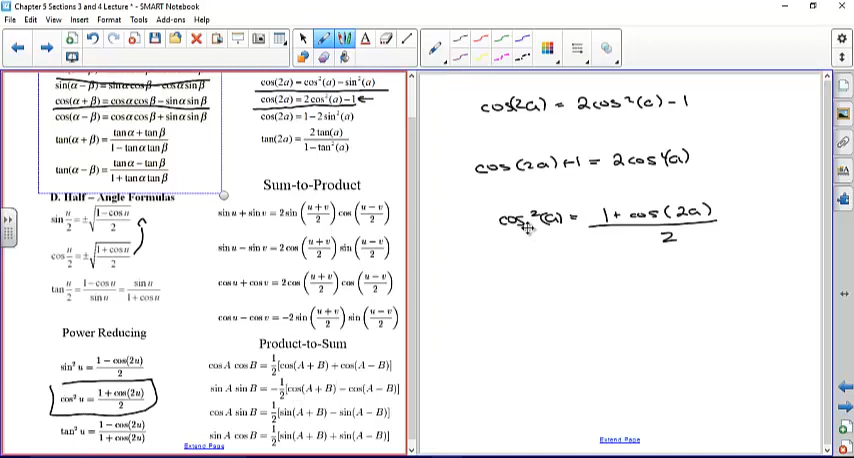 Chapter 5 Sections 3 and 4 Lecture * - SMART Notebook
File Edit View Insert Format Tools Add-ons Help
sin(α − β) = sin α cos β − cos α sin β
cos(α + β) = cos α cos β − sin α sin β
cos(α − β) = cos α cos β + sin α sin β
tan(α + β) = (tan α + tan β)/(1 − tan α tan β)
tan(α − β) = (tan α − tan β)/(1 + tan α tan β)
D. Half – Angle Formulas
sin u/2 = ±√((1 − cos u)/2)
cos u/2 = ±√((1 + cos u)/2)
tan u/2 = (1 − cos u)/(sin u) = (sin u)/(1 + cos u)
Power Reducing
sin² u = (1 − cos(2u))/2
cos² u = (1 + cos(2u))/2
tan² u = (1 − cos(2u))/(1 + cos(2u))
cos(2a) = cos²(a) − sin²(a)
cos(2a) = 2cos²(a) − 1
cos(2a) = 1 − 2 sin²(a)
tan(2a) = (2 tan(a))/(1 − tan²(a))
Sum-to-Product
sin u + sin v = 2 sin ((u + v)/2) cos ((u − v)/2)
sin u − sin v = 2 cos ((u + v)/2) sin ((u − v)/2)
cos u + cos v = 2 cos ((u + v)/2) cos ((u − v)/2)
cos u − cos v = −2 sin ((u + v)/2) sin ((u − v)/2)
Product-to-Sum
cos A cos B = 1/2[cos(A + B) + cos(A − B)]
sin A sin B = −1/2[cos(A + B) − cos(A − B)]
cos A sin B = 1/2[sin(A + B) − sin(A − B)]
sin A cos B = 1/2[sin(A + B) + sin(A − B)]
Extend Page
cos(2a) = 2cos²(a) − 1
cos(2a) + 1 = 2cos²(a)
cos²(a) = (1 + cos(2a))/2
Extend Page